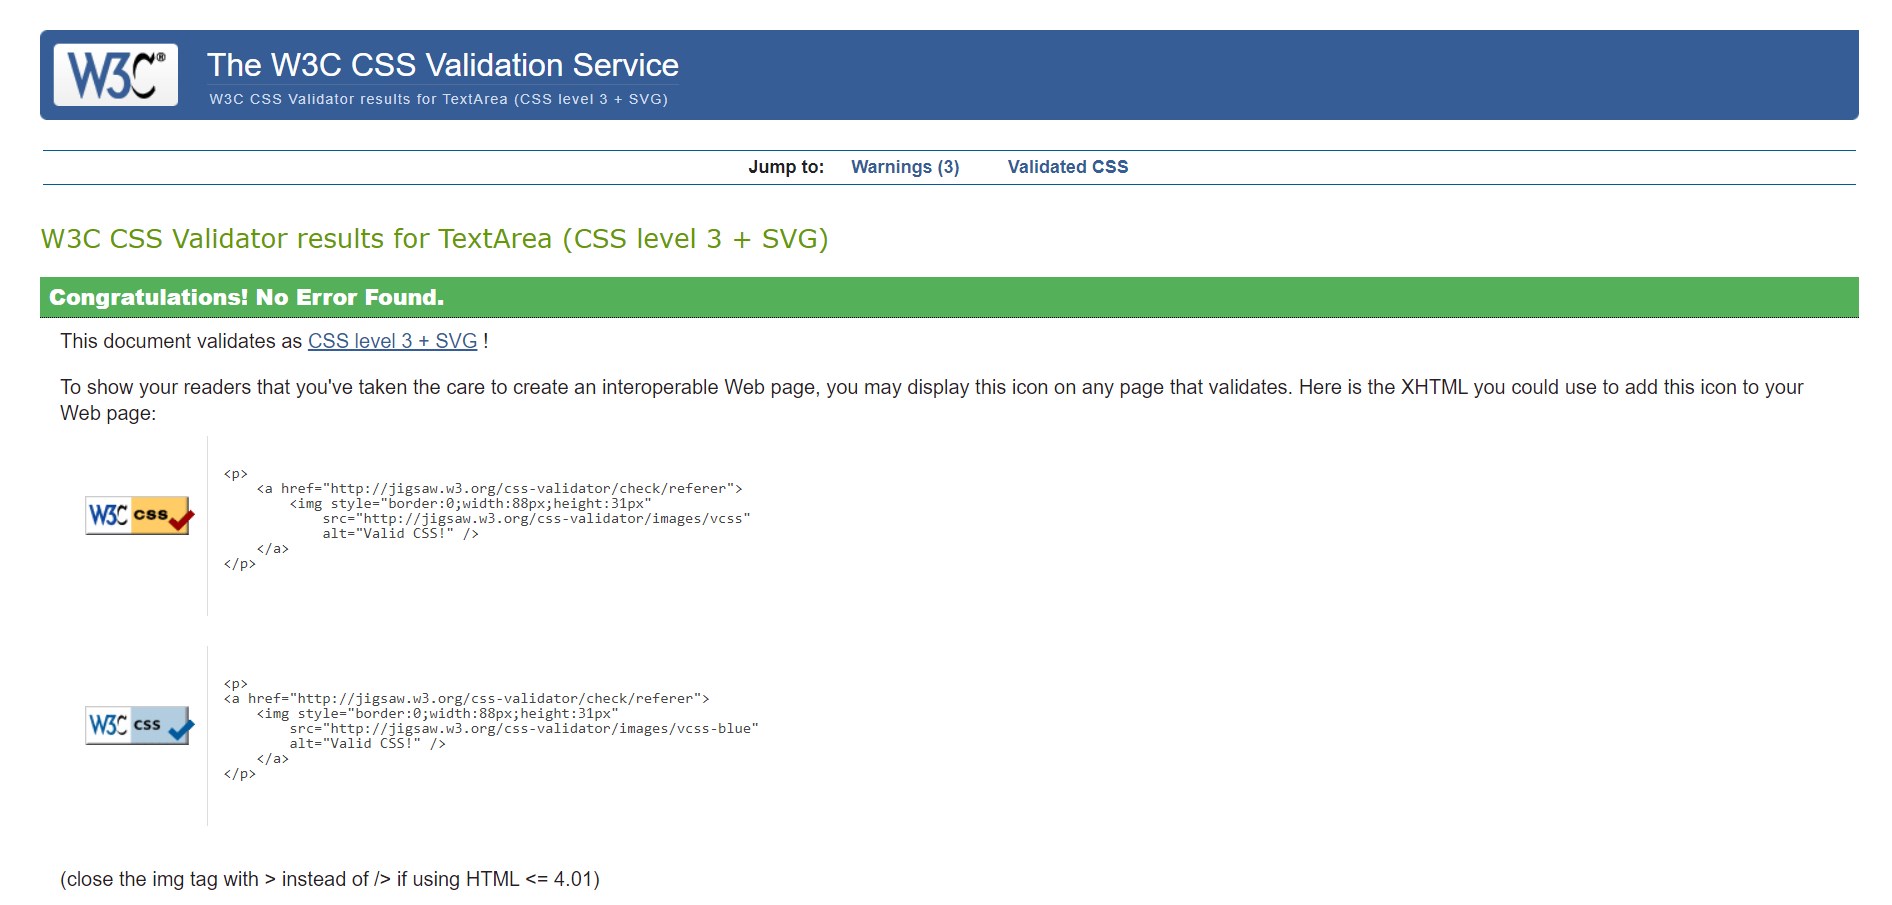 W3C®
The W3C CSS Validation Service
W3C CSS Validator results for TextArea (CSS level 3 + SVG)
Jump to: Warnings (3) Validated CSS
W3C CSS Validator results for TextArea (CSS level 3 + SVG)
Congratulations! No Error Found.
This document validates as CSS level 3 + SVG !
To show your readers that you've taken the care to create an interoperable Web page, you may display this icon on any page that validates. Here is the XHTML you could use to add this icon to your
Web page:
W3C css
<p>
    <a href="http://jigsaw.w3.org/css-validator/check/referer">
        <img style="border:0;width:88px;height:31px"
            src="http://jigsaw.w3.org/css-validator/images/vcss"
            alt="Valid CSS!" />
    </a>
</p>
W3C css
<p>
<a href="http://jigsaw.w3.org/css-validator/check/referer">
    <img style="border:0;width:88px;height:31px"
        src="http://jigsaw.w3.org/css-validator/images/vcss-blue"
        alt="Valid CSS!" />
    </a>
</p>
(close the img tag with > instead of /> if using HTML <= 4.01)